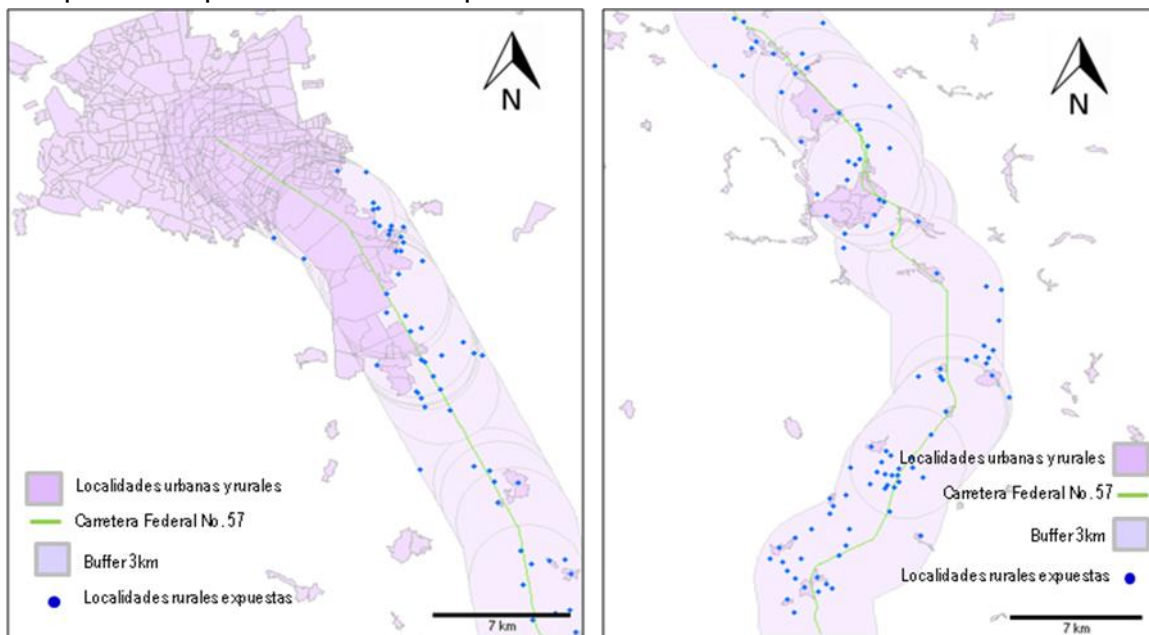 N
Localidades urbanas y rurales
Carretera Federal No. 57
Buffer 3km
Localidades rurales expuestas
7 km
N
Localidades urbanas y rurales
Carretera Federal No. 57
Buffer 3km
Localidades rurales expuestas
7 km